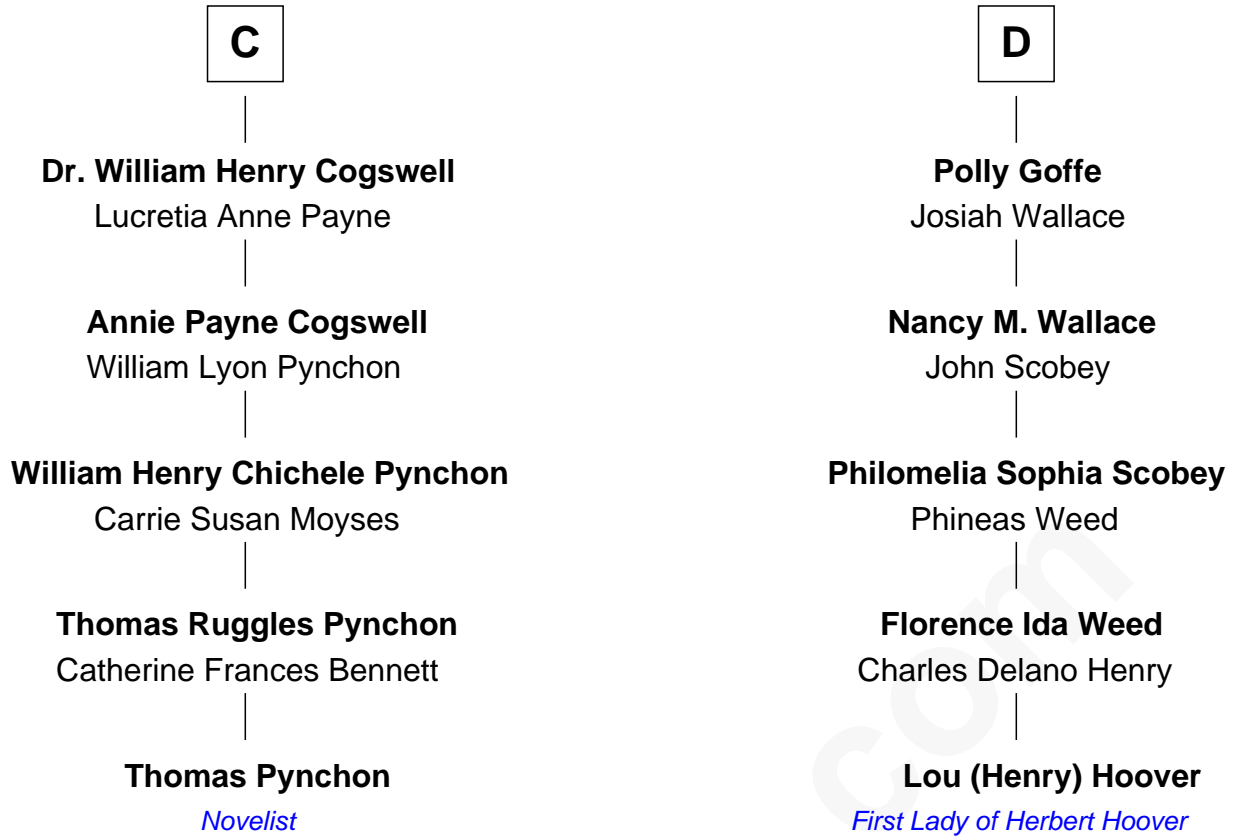 C
Dr. William Henry Cogswell
Lucretia Anne Payne
Annie Payne Cogswell
William Lyon Pynchon
William Henry Chichele Pynchon
Carrie Susan Moyses
Thomas Ruggles Pynchon
Catherine Frances Bennett
Thomas Pynchon
Novelist
D
Polly Goffe
Josiah Wallace
Nancy M. Wallace
John Scobey
Philomelia Sophia Scobey
Phineas Weed
Florence Ida Weed
Charles Delano Henry
Lou (Henry) Hoover
First Lady of Herbert Hoover
com